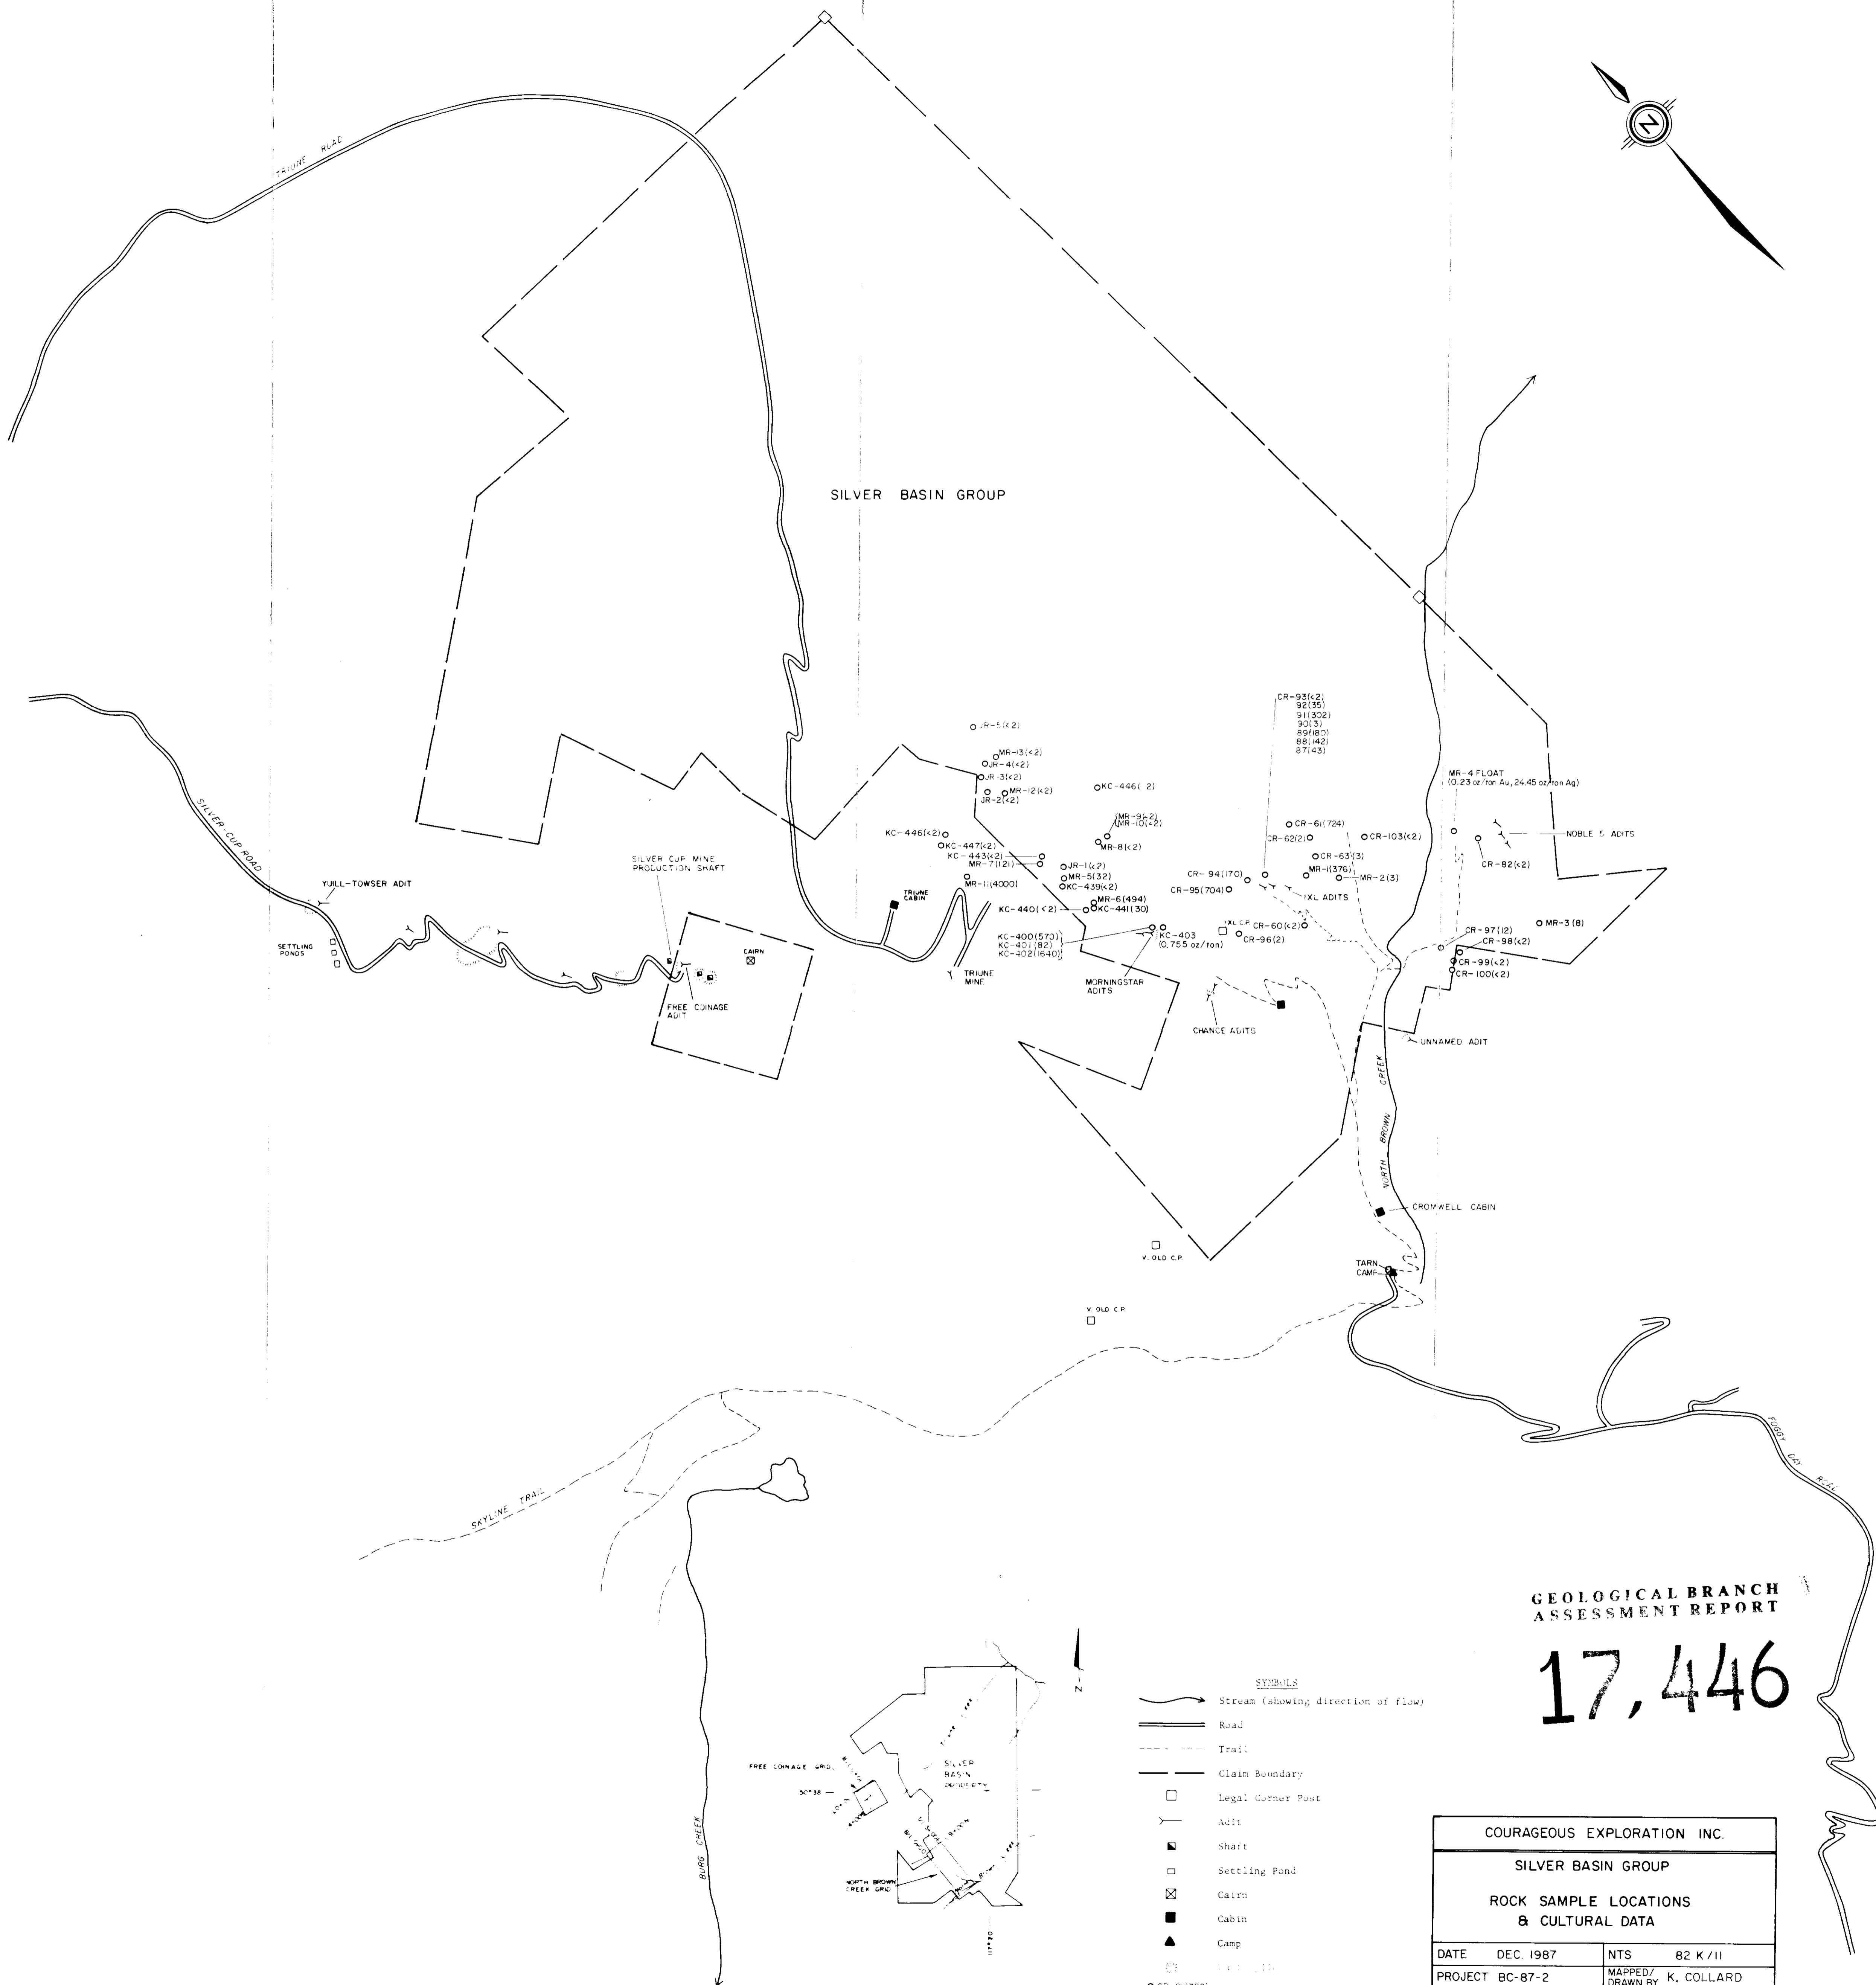 TRIUNE ROAD
N
SILVER BASIN GROUP
CR-93(<2)
92(35)
91(302)
90(3)
89(180)
88(142)
87(43)
JR-5(<2)
MR-13(<2)
JR-4(<2)
JR-3(<2)
MR-12(<2)
JR-2(<2)
KC-446( 2)
MR-4 FLOAT
(0.23 oz/ton Au, 24.45 oz/ton Ag)
MR-9(<2)
MR-10(<2)
MR-8(<2)
KC-446(<2)
KC-447(<2)
KC-443(<2)
MR-7(121)
MR-11(4000)
JR-1(<2)
MR-5(32)
KC-439(<2)
MR-6(494)
KC-440(<2)
KC-441(30)
CR-61(724)
CR-62(2)
CR-103(<2)
CR-63(3)
MR-1(376)
MR-2(3)
CR-94(170)
CR-95(704)
IXL ADITS
NOBLE 5 ADITS
CR-82(<2)
SILVER-CUP ROAD
YUILL-TOWSER ADIT
SILVER CUP MINE
PRODUCTION SHAFT
TRIUNE
CABIN
SETTLING
PONDS
CAIRN
FREE COINAGE
ADIT
TRIUNE
MINE
KC-400(570)
KC-401(82)
KC-402(1640)
KC-403
(0.755 oz/ton)
MORNINGSTAR
ADITS
IXL C.P.
CR-60(<2)
CR-96(2)
MR-3(8)
CR-97(12)
CR-98(<2)
CR-99(<2)
CR-100(<2)
CHANCE ADITS
UNNAMED ADIT
NORTH BROWN CREEK
CROMWELL CABIN
V. OLD C.P.
TARN
CAMP
V. OLD C.P.
SKYLINE TRAIL
FOGGY DAY ROAD
BURG CREEK
GEOLOGICAL BRANCH
ASSESSMENT REPORT
17,446
N
FREE COINAGE GRID
50°38
SILVER
BASIN
PROPERTY
NORTH BROWN
CREEK GRID
SYMBOLS
Stream (showing direction of flow)
Road
Trail
Claim Boundary
Legal Corner Post
Adit
Shaft
Settling Pond
Cairn
Cabin
Camp
COURAGEOUS EXPLORATION INC.
SILVER BASIN GROUP
ROCK SAMPLE LOCATIONS
& CULTURAL DATA
DATE DEC. 1987 NTS 82 K/11
PROJECT BC-87-2 MAPPED/
DRAWN BY K. COLLARD